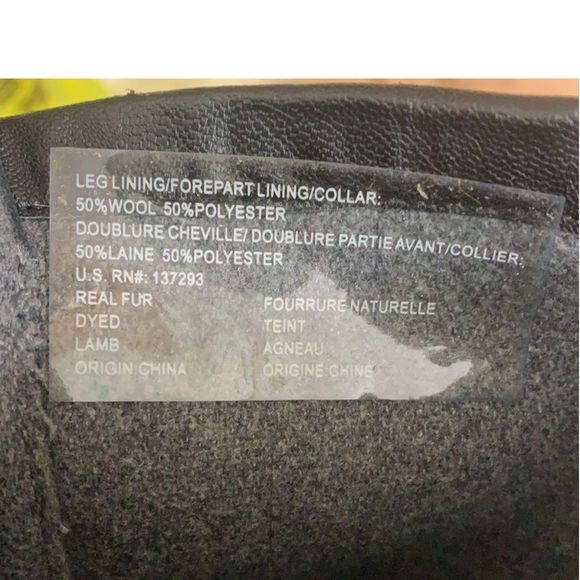 LEG LINING/FOREPART LINING/COLLAR:
50%WOOL 50%POLYESTER
DOUBLURE CHEVILLE/ DOUBLURE PARTIE AVANT/COLLIER:
50%LAINE 50%POLYESTER
U.S. RN#: 137293
REAL FUR FOURRURE NATURELLE
DYED TEINT
LAMB AGNEAU
ORIGIN:CHINA ORIGINE CHINE